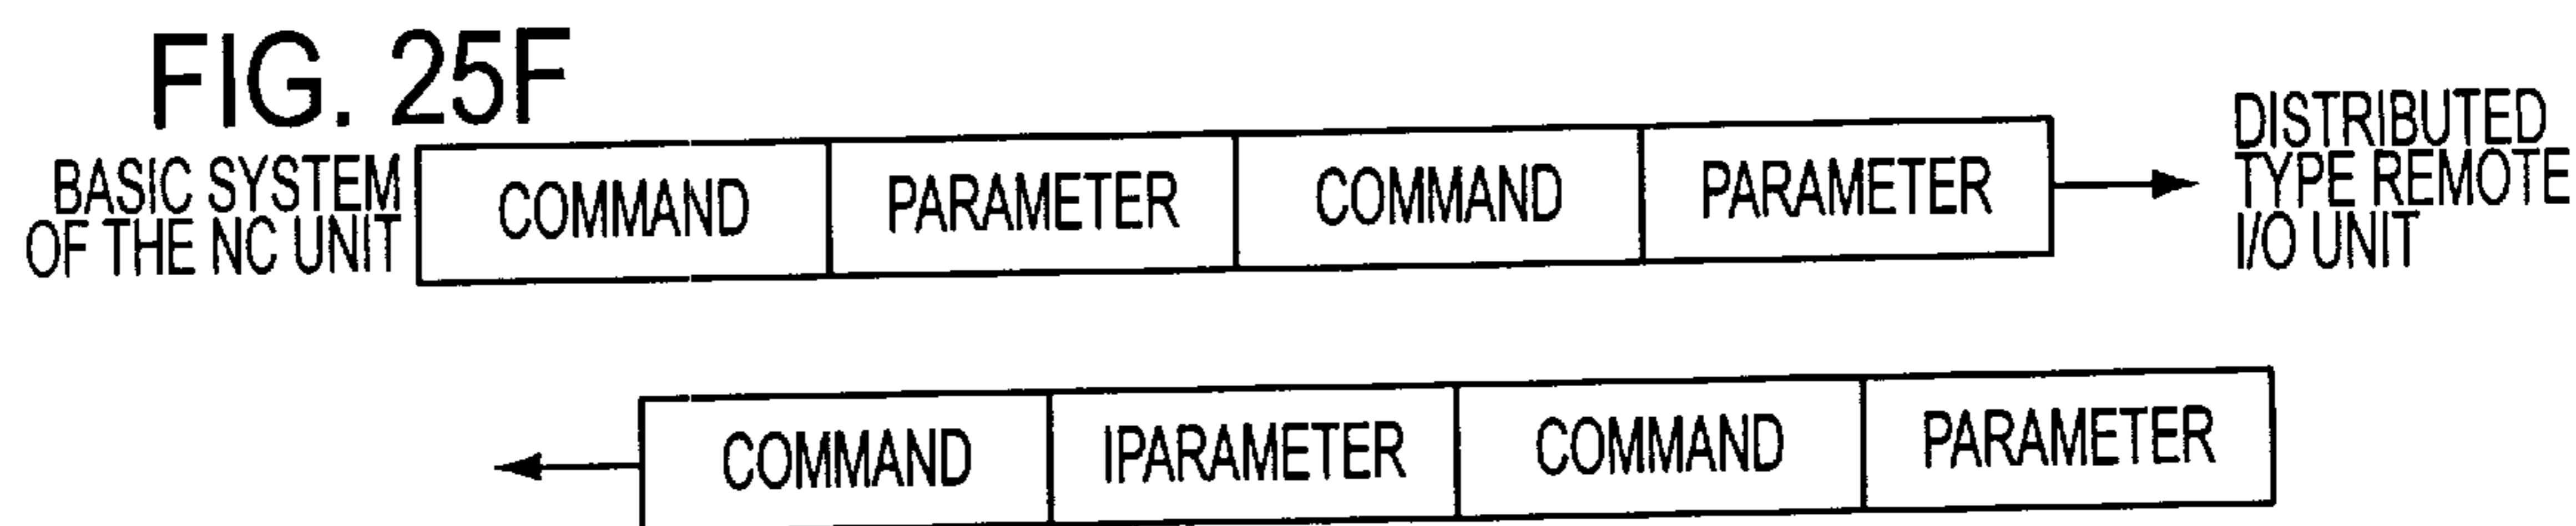 FIG. 25F
BASIC SYSTEM
OF THE NC UNIT
COMMAND PARAMETER COMMAND PARAMETER
DISTRIBUTED
TYPE REMOTE
I/O UNIT
COMMAND IPARAMETER COMMAND PARAMETER